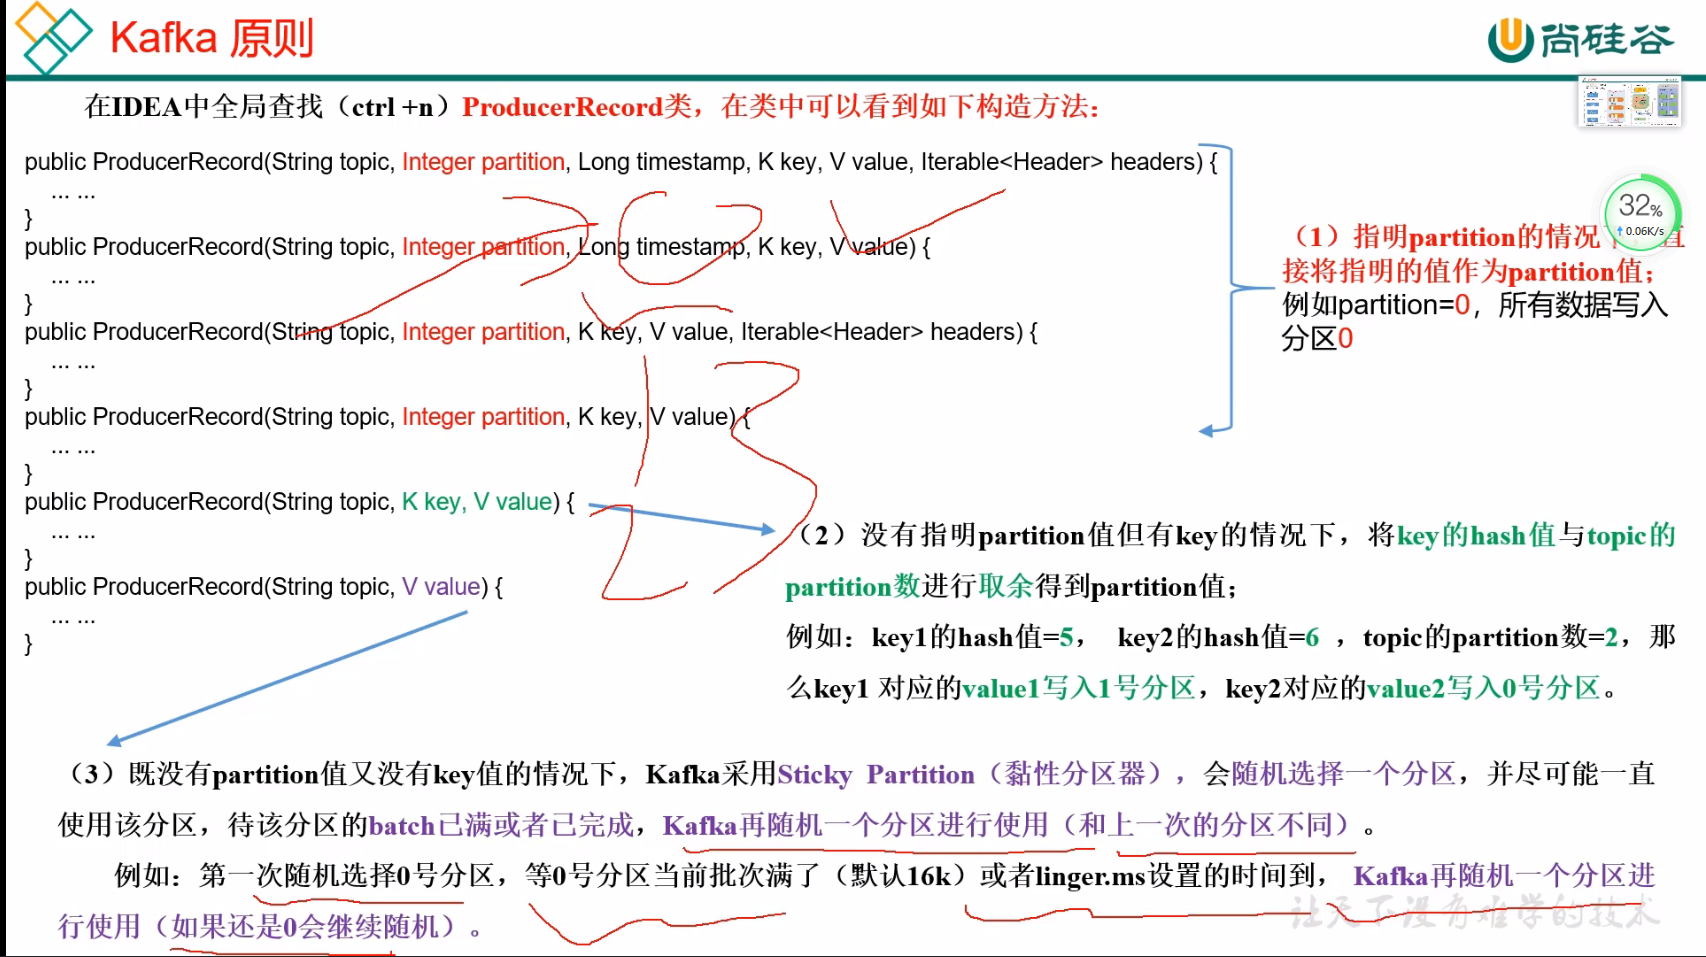 Kafka 原则
尚硅谷
在IDEA中全局查找（ctrl +n）ProducerRecord类，在类中可以看到如下构造方法：
public ProducerRecord(String topic, Integer partition, Long timestamp, K key, V value, Iterable<Header> headers) {
... ...
}
public ProducerRecord(String topic, Integer partition, Long timestamp, K key, V value) {
... ...
}
public ProducerRecord(String topic, Integer partition, K key, V value, Iterable<Header> headers) {
... ...
}
public ProducerRecord(String topic, Integer partition, K key, V value) {
... ...
}
public ProducerRecord(String topic, K key, V value) {
... ...
}
public ProducerRecord(String topic, V value) {
... ...
}
32%
↑ 0.06K/s
（1）指明partition的情况下 直
接将指明的值作为partition值；
例如partition=0，所有数据写入
分区0
（2）没有指明partition值但有key的情况下，将key的hash值与topic的
partition数进行取余得到partition值；
例如：key1的hash值=5， key2的hash值=6 ，topic的partition数=2，那
么key1 对应的value1写入1号分区，key2对应的value2写入0号分区。
（3）既没有partition值又没有key值的情况下，Kafka采用Sticky Partition（黏性分区器），会随机选择一个分区，并尽可能一直
使用该分区，待该分区的batch已满或者已完成，Kafka再随机一个分区进行使用（和上一次的分区不同）。
例如：第一次随机选择0号分区，等0号分区当前批次满了（默认16k）或者linger.ms设置的时间到， Kafka再随机一个分区进
行使用（如果还是0会继续随机）。
让天下没有难学的技术